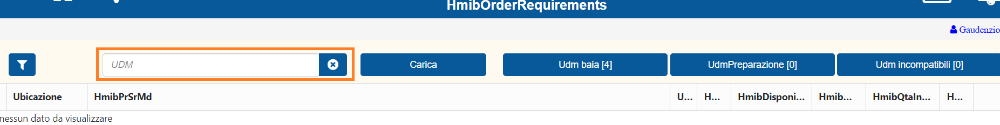 HmibOrderRequirements
Gaudenzio
UDM
Carica
Udm baia [4]
UdmPreparazione [0]
Udm incompatibili [0]
Ubicazione
HmibPrSrMd
U...
H...
HmibDisponi...
Hmib...
HmibQtaIn...
H...
nessun dato da visualizzare